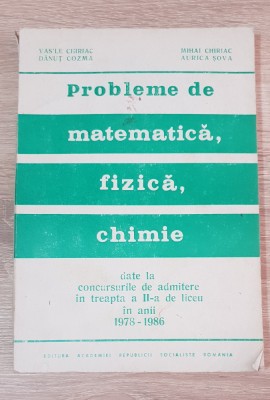 VASILE CHIRIAC
DĂNUȚ COZMA
MIHAI CHIRIAC
AURICA ȘOVA
Probleme de
matematică,
fizică,
chimie
date la
concursurile de admitere
în treapta a II-a de liceu
în anii
1978-1986
EDITURA ACADEMIEI REPUBLICII SOCIALISTE ROMÂNIA